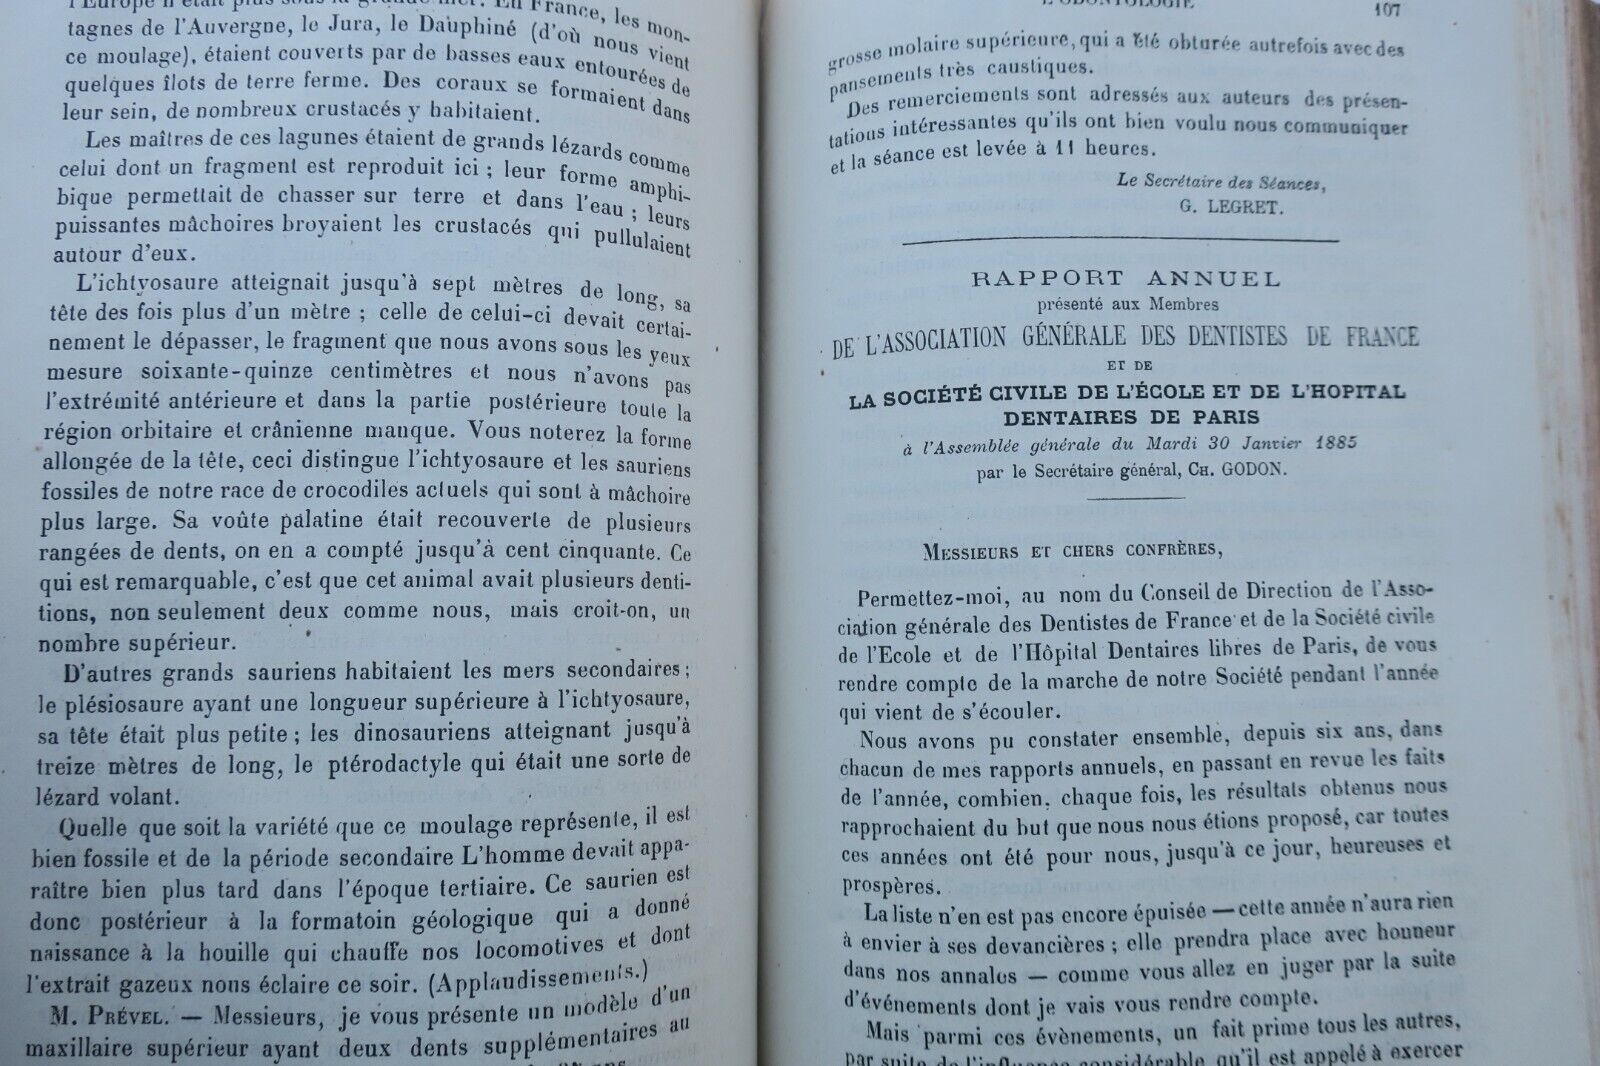 l'Europe n'était plus sous la grande mer. En France, les mon-
tagnes de l'Auvergne, le Jura, le Dauphiné (d'où nous vient
ce moulage), étaient couverts par de basses eaux entourées de
quelques îlots de terre ferme. Des coraux se formaient dans
leur sein, de nombreux crustacés y habitaient.
Les maîtres de ces lagunes étaient de grands lézards comme
celui dont un fragment est reproduit ici ; leur forme amphi-
bique permettait de chasser sur terre et dans l'eau ; leurs
puissantes mâchoires broyaient les crustacés qui pullulaient
autour d'eux.
L'ichtyosaure atteignait jusqu'à sept mètres de long, sa
tête des fois plus d'un mètre ; celle de celui-ci devait certai-
nement le dépasser, le fragment que nous avons sous les yeux
mesure soixante-quinze centimètres et nous n'avons pas
l'extrémité antérieure et dans la partie postérieure toute la
région orbitaire et crânienne manque. Vous noterez la forme
allongée de la tête, ceci distingue l'ichtyosaure et les sauriens
fossiles de notre race de crocodiles actuels qui sont à mâchoire
plus large. Sa voûte palatine était recouverte de plusieurs
rangées de dents, on en a compté jusqu'à cent cinquante. Ce
qui est remarquable, c'est que cet animal avait plusieurs denti-
tions, non seulement deux comme nous, mais croit-on, un
nombre supérieur.
D'autres grands sauriens habitaient les mers secondaires ;
le plésiosaure ayant une longueur supérieure à l'ichtyosaure,
sa tête était plus petite ; les dinosauriens atteignant jusqu'à
treize mètres de long, le ptérodactyle qui était une sorte de
lézard volant.
Quelle que soit la variété que ce moulage représente, il est
bien fossile et de la période secondaire L'homme devait appa-
raître bien plus tard dans l'époque tertiaire. Ce saurien est
donc postérieur à la formatoin géologique qui a donné
naissance à la houille qui chauffe nos locomotives et dont
l'extrait gazeux nous éclaire ce soir. (Applaudissements.)
M. PRÉVEL. — Messieurs, je vous présente un modèle d'un
maxillaire supérieur ayant deux dents supplémentaires au
L'ODONTOLOGIE 107
grosse molaire supérieure, qui a été obturée autrefois avec des
pansements très caustiques.
Des remerciements sont adressés aux auteurs des présen-
tations intéressantes qu'ils ont bien voulu nous communiquer
et la séance est levée à 11 heures.
Le Secrétaire des Séances,
G. LEGRET.
RAPPORT ANNUEL
présenté aux Membres
DE L'ASSOCIATION GÉNÉRALE DES DENTISTES DE FRANCE
ET DE
LA SOCIÉTÉ CIVILE DE L'ÉCOLE ET DE L'HOPITAL
DENTAIRES DE PARIS
à l'Assemblée générale du Mardi 30 Janvier 1885
par le Secrétaire général, CH. GODON.
MESSIEURS ET CHERS CONFRÈRES,
Permettez-moi, au nom du Conseil de Direction de l'Asso-
ciation générale des Dentistes de France et de la Société civile
de l'Ecole et de l'Hôpital Dentaires libres de Paris, de vous
rendre compte de la marche de notre Société pendant l'année
qui vient de s'écouler.
Nous avons pu constater ensemble, depuis six ans, dans
chacun de mes rapports annuels, en passant en revue les faits
de l'année, combien, chaque fois, les résultats obtenus nous
rapprochaient du but que nous nous étions proposé, car toutes
ces années ont été pour nous, jusqu'à ce jour, heureuses et
prospères.
La liste n'en est pas encore épuisée — cette année n'aura rien
à envier à ses devancières ; elle prendra place avec honneur
dans nos annales — comme vous allez en juger par la suite
d'événements dont je vais vous rendre compte.
Mais parmi ces évènements, un fait prime tous les autres,
par suite de l'influence considérable qu'il est appelé à exercer